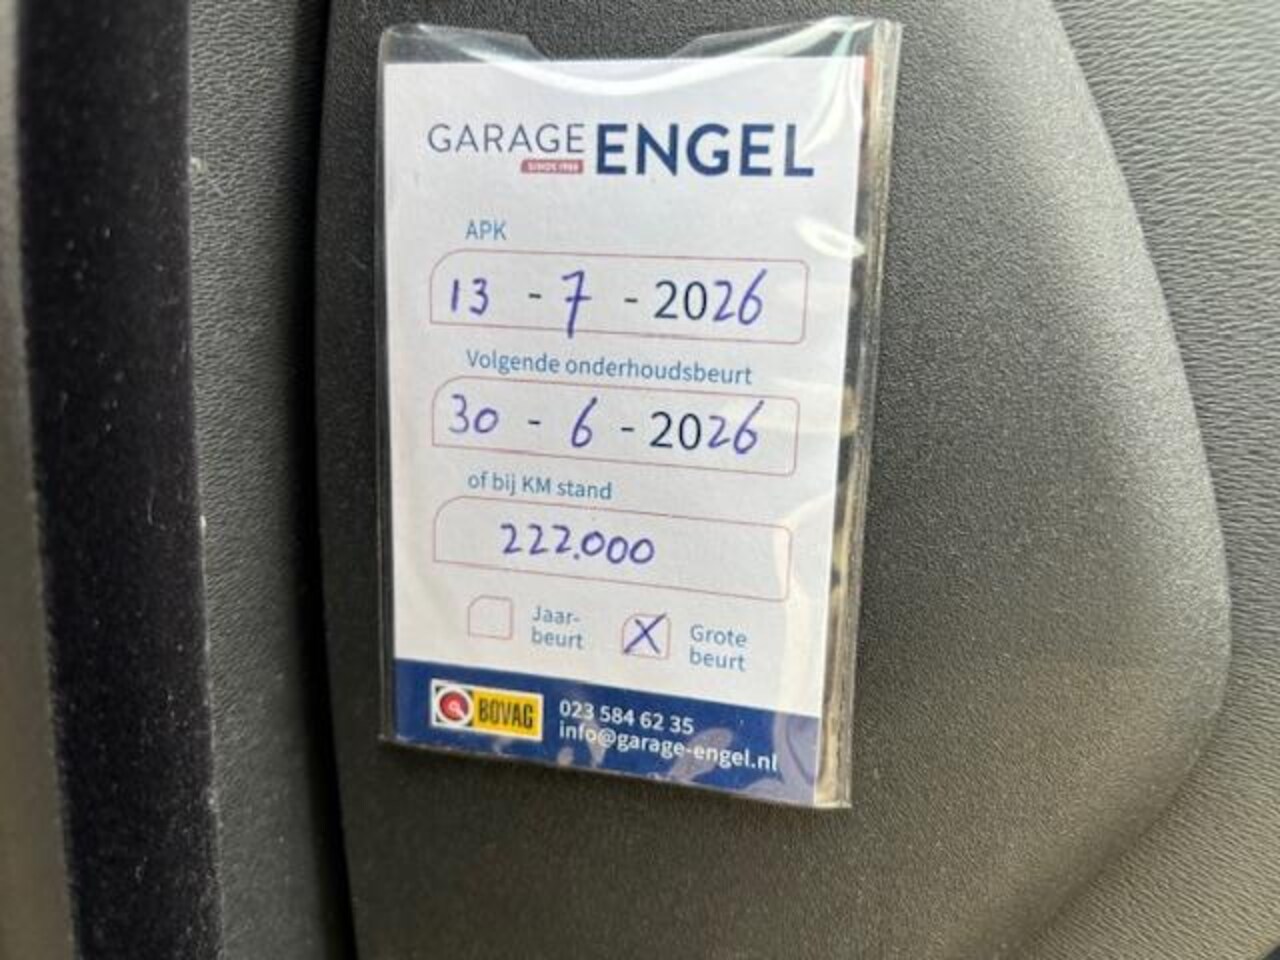 GARAGE ENGEL
SINDS 1988
APK
13 - 7 - 2026
Volgende onderhoudsbeurt
30 - 6 - 2026
of bij KM stand
222.000
Jaar-
beurt
X Grote
beurt
BOVAG
023 584 62 35
info@garage-engel.nl